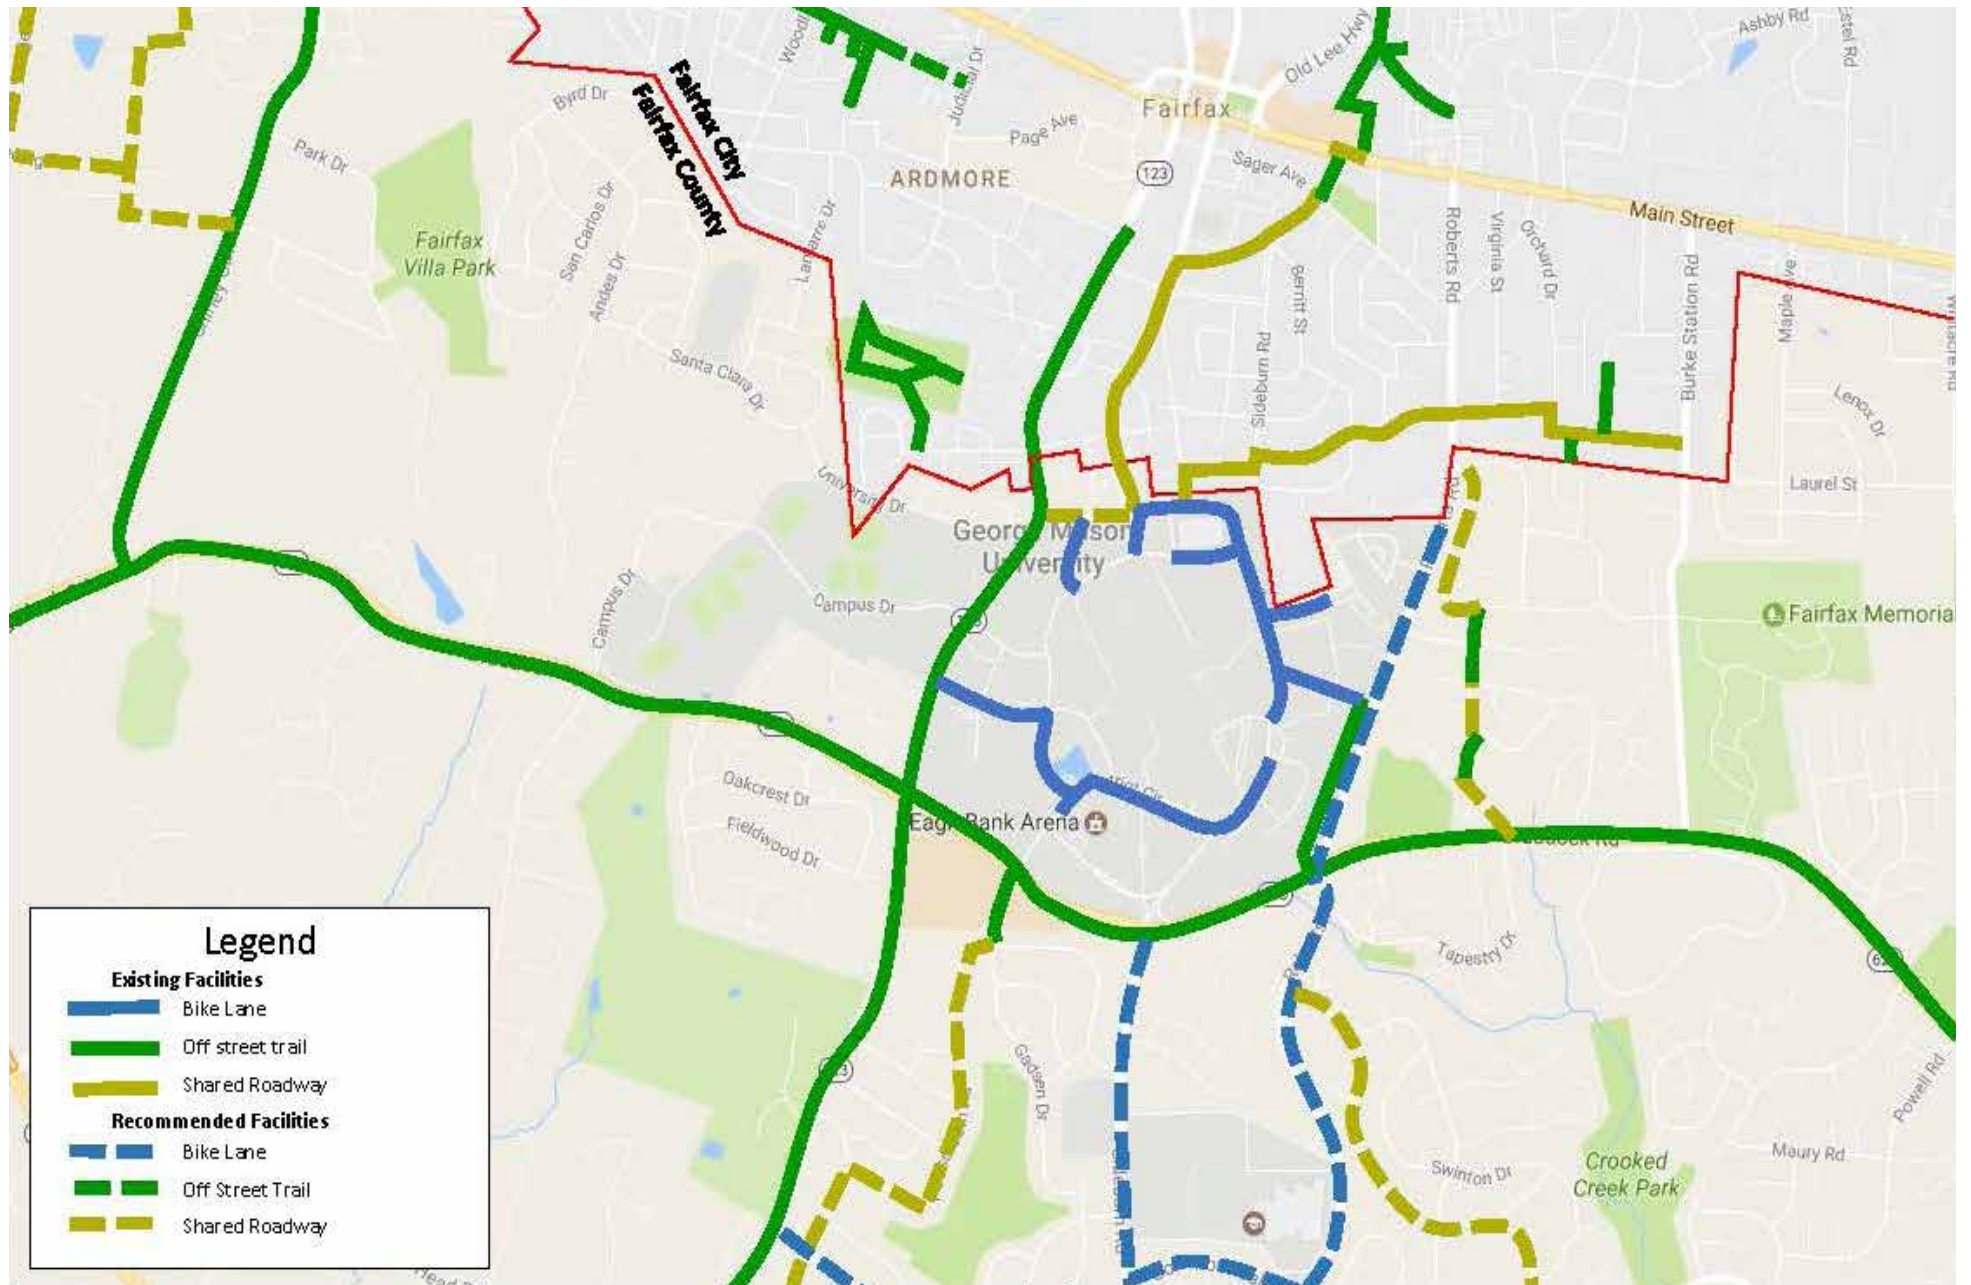 Ashby Rd
Old Lee Hwy
Judicial Dr
Fairfax
Byrd Dr
Fairfax City
Fairfax County
Page Ave
Park Dr
ARDMORE
123
Sager Ave
Main Street
San Carlos Dr
Andes Dr
Fairfax
Villa Park
Roberts Rd
Virginia St
Orchard Dr
Berritt St
Burke Station Rd
Sideburn Rd
Santa Clara Dr
Lenox Dr
University Dr
Laurel St
George Mason
University
Campus Dr
Campus Dr
Fairfax Memorial
Oakcrest Dr
Fieldwood Dr
Eagle Bank Arena
Tapestry Dr
Gadsen Dr
Powell Rd
Swinton Dr
Crooked
Creek Park
Maury Rd
Legend
Existing Facilities
Bike Lane
Off street trail
Shared Roadway
Recommended Facilities
Bike Lane
Off Street Trail
Shared Roadway